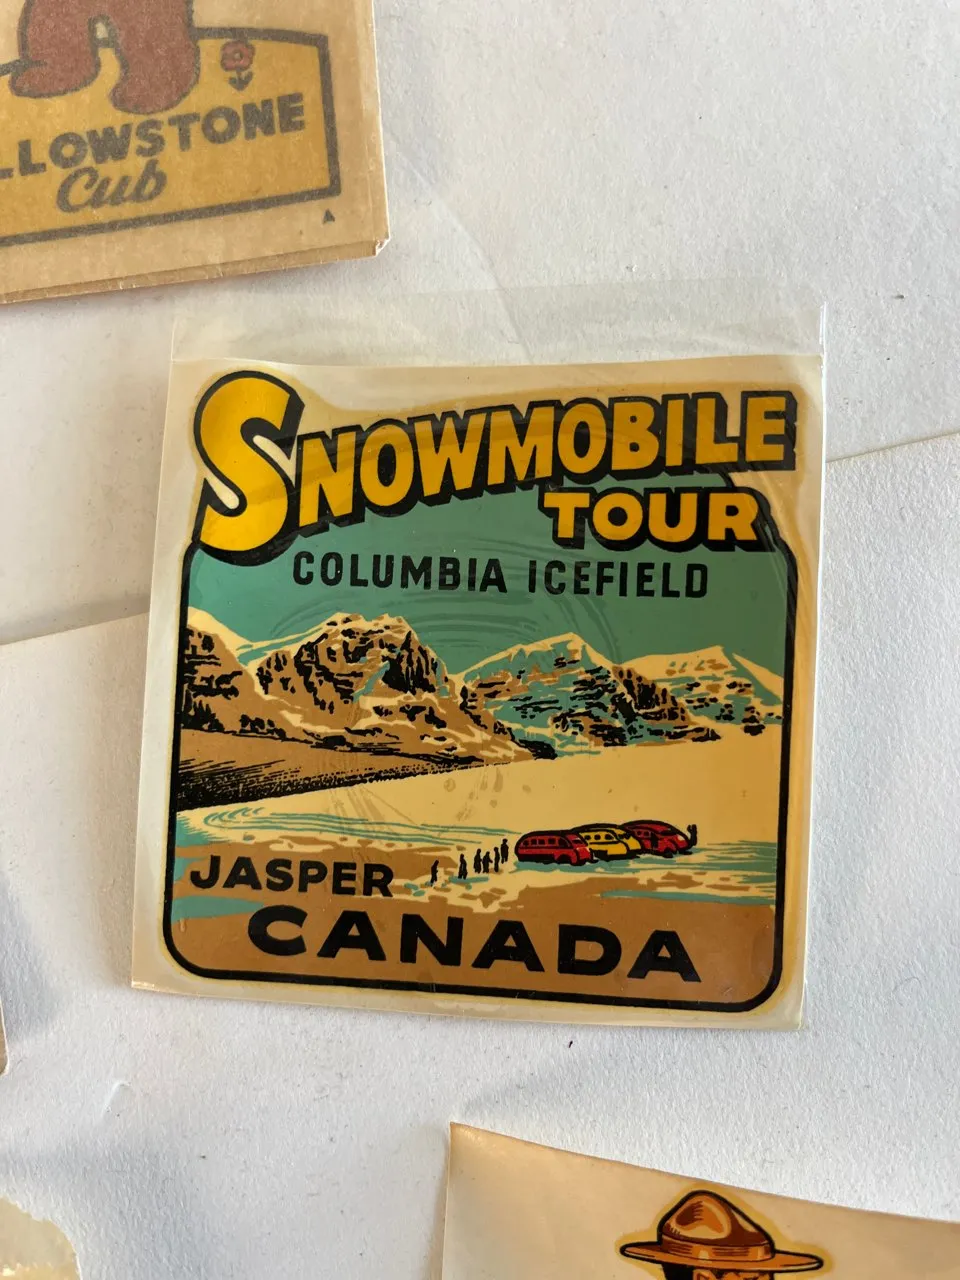 LLOWSTONE
Cub
A
SNOWMOBILE
TOUR
COLUMBIA ICEFIELD
JASPER
CANADA